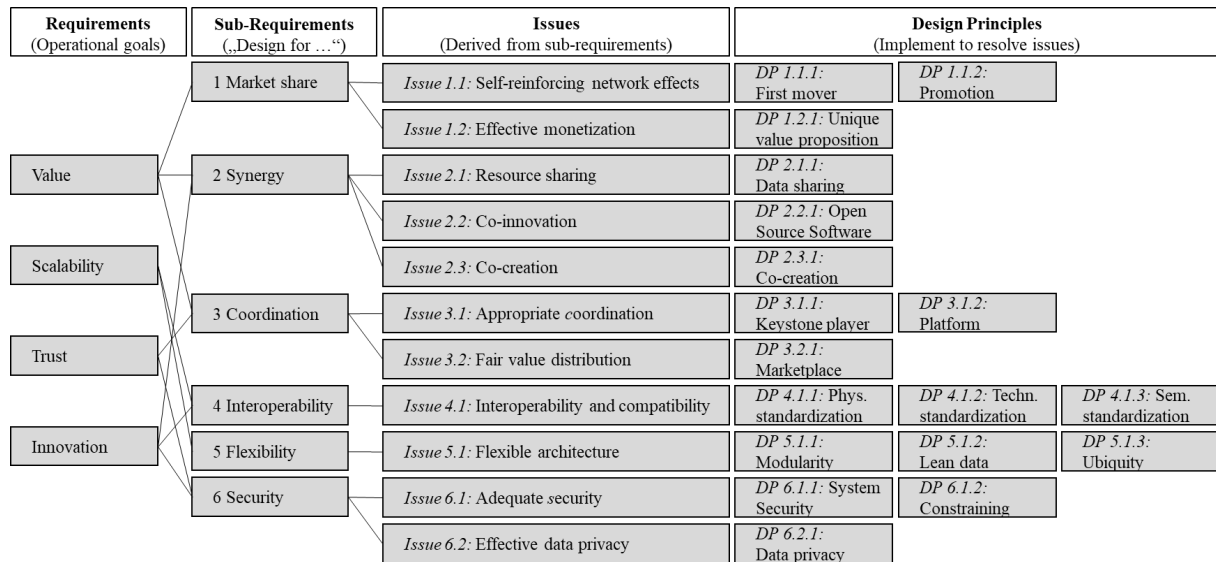 Requirements
(Operational goals)
Sub-Requirements
(„Design for …“)
Issues
(Derived from sub-requirements)
Design Principles
(Implement to resolve issues)
Value
Scalability
Trust
Innovation
1 Market share
2 Synergy
3 Coordination
4 Interoperability
5 Flexibility
6 Security
Issue 1.1: Self-reinforcing network effects
Issue 1.2: Effective monetization
Issue 2.1: Resource sharing
Issue 2.2: Co-innovation
Issue 2.3: Co-creation
Issue 3.1: Appropriate coordination
Issue 3.2: Fair value distribution
Issue 4.1: Interoperability and compatibility
Issue 5.1: Flexible architecture
Issue 6.1: Adequate security
Issue 6.2: Effective data privacy
DP 1.1.1:
First mover
DP 1.1.2:
Promotion
DP 1.2.1: Unique
value proposition
DP 2.1.1:
Data sharing
DP 2.2.1: Open
Source Software
DP 2.3.1:
Co-creation
DP 3.1.1:
Keystone player
DP 3.1.2:
Platform
DP 3.2.1:
Marketplace
DP 4.1.1: Phys.
standardization
DP 4.1.2: Techn.
standardization
DP 4.1.3: Sem.
standardization
DP 5.1.1:
Modularity
DP 5.1.2:
Lean data
DP 5.1.3:
Ubiquity
DP 6.1.1: System
Security
DP 6.1.2:
Constraining
DP 6.2.1:
Data privacy